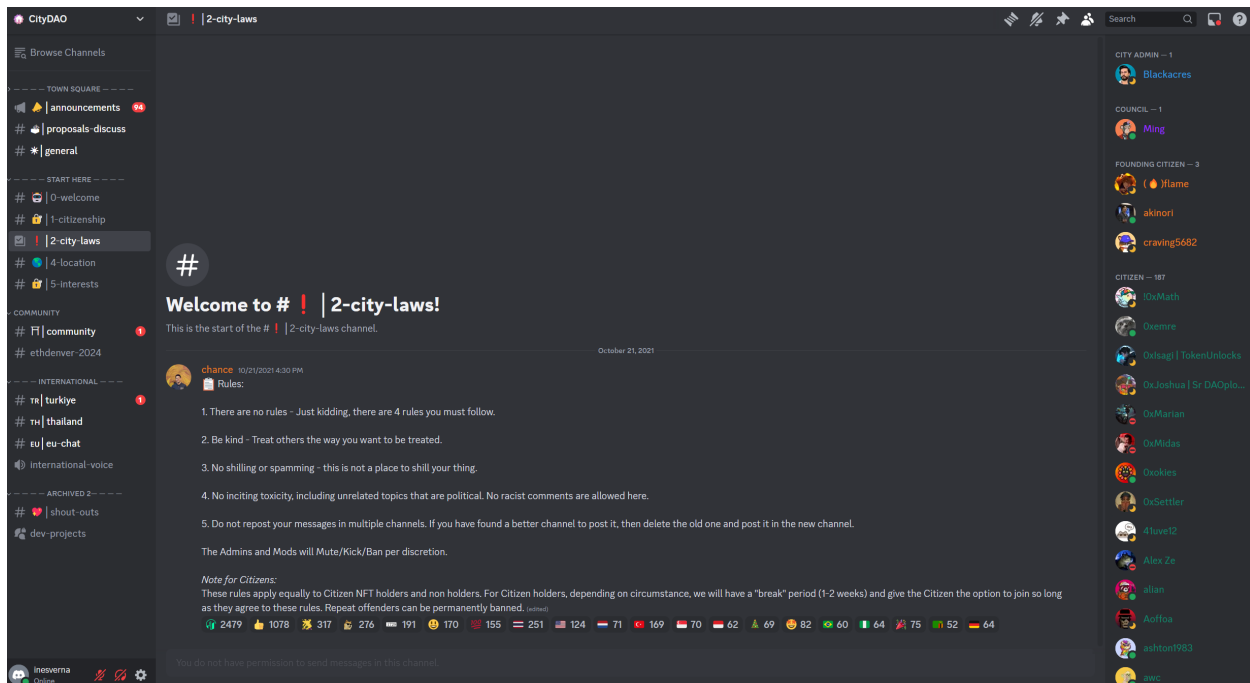 CityDAO
2-city-laws
Search
Browse Channels
TOWN SQUARE
announcements 94
proposals-discuss
general
START HERE
0-welcome
1-citizenship
2-city-laws
4-location
5-interests
COMMUNITY
community 1
ethdenver-2024
INTERNATIONAL
TR turkiye 1
TH thailand
EU eu-chat
international-voice
ARCHIVED 2
shout-outs
dev-projects
inesverna
Online
#
Welcome to # ❗ | 2-city-laws!
This is the start of the # ❗ | 2-city-laws channel.
October 21, 2021
chance 10/21/2021 4:30 PM
📋 Rules:
1. There are no rules - Just kidding, there are 4 rules you must follow.
2. Be kind - Treat others the way you want to be treated.
3. No shilling or spamming - this is not a place to shill your thing.
4. No inciting toxicity, including unrelated topics that are political. No racist comments are allowed here.
5. Do not repost your messages in multiple channels. If you have found a better channel to post it, then delete the old one and post it in the new channel.
The Admins and Mods will Mute/Kick/Ban per discretion.
Note for Citizens:
These rules apply equally to Citizen NFT holders and non holders. For Citizen holders, depending on circumstance, we will have a "break" period (1-2 weeks) and give the Citizen the option to join so long
as they agree to these rules. Repeat offenders can be permanently banned. (edited)
2479 1078 317 276 191 170 155 251 124 71 169 70 62 69 82 60 64 75 52 64
You do not have permission to send messages in this channel.
CITY ADMIN — 1
Blackacres
COUNCIL — 1
Ming
FOUNDING CITIZEN — 3
( 🔥 )flame
akinori
craving5682
CITIZEN — 187
!0xMath
0xemre
0xIsagi | TokenUnlocks
0xJoshua | Sr DAOplo...
0xMarian
0xMidas
0xokies
0xSettler
41uve12
Alex Ze
alian
Aoffoa
ashton1983
awc